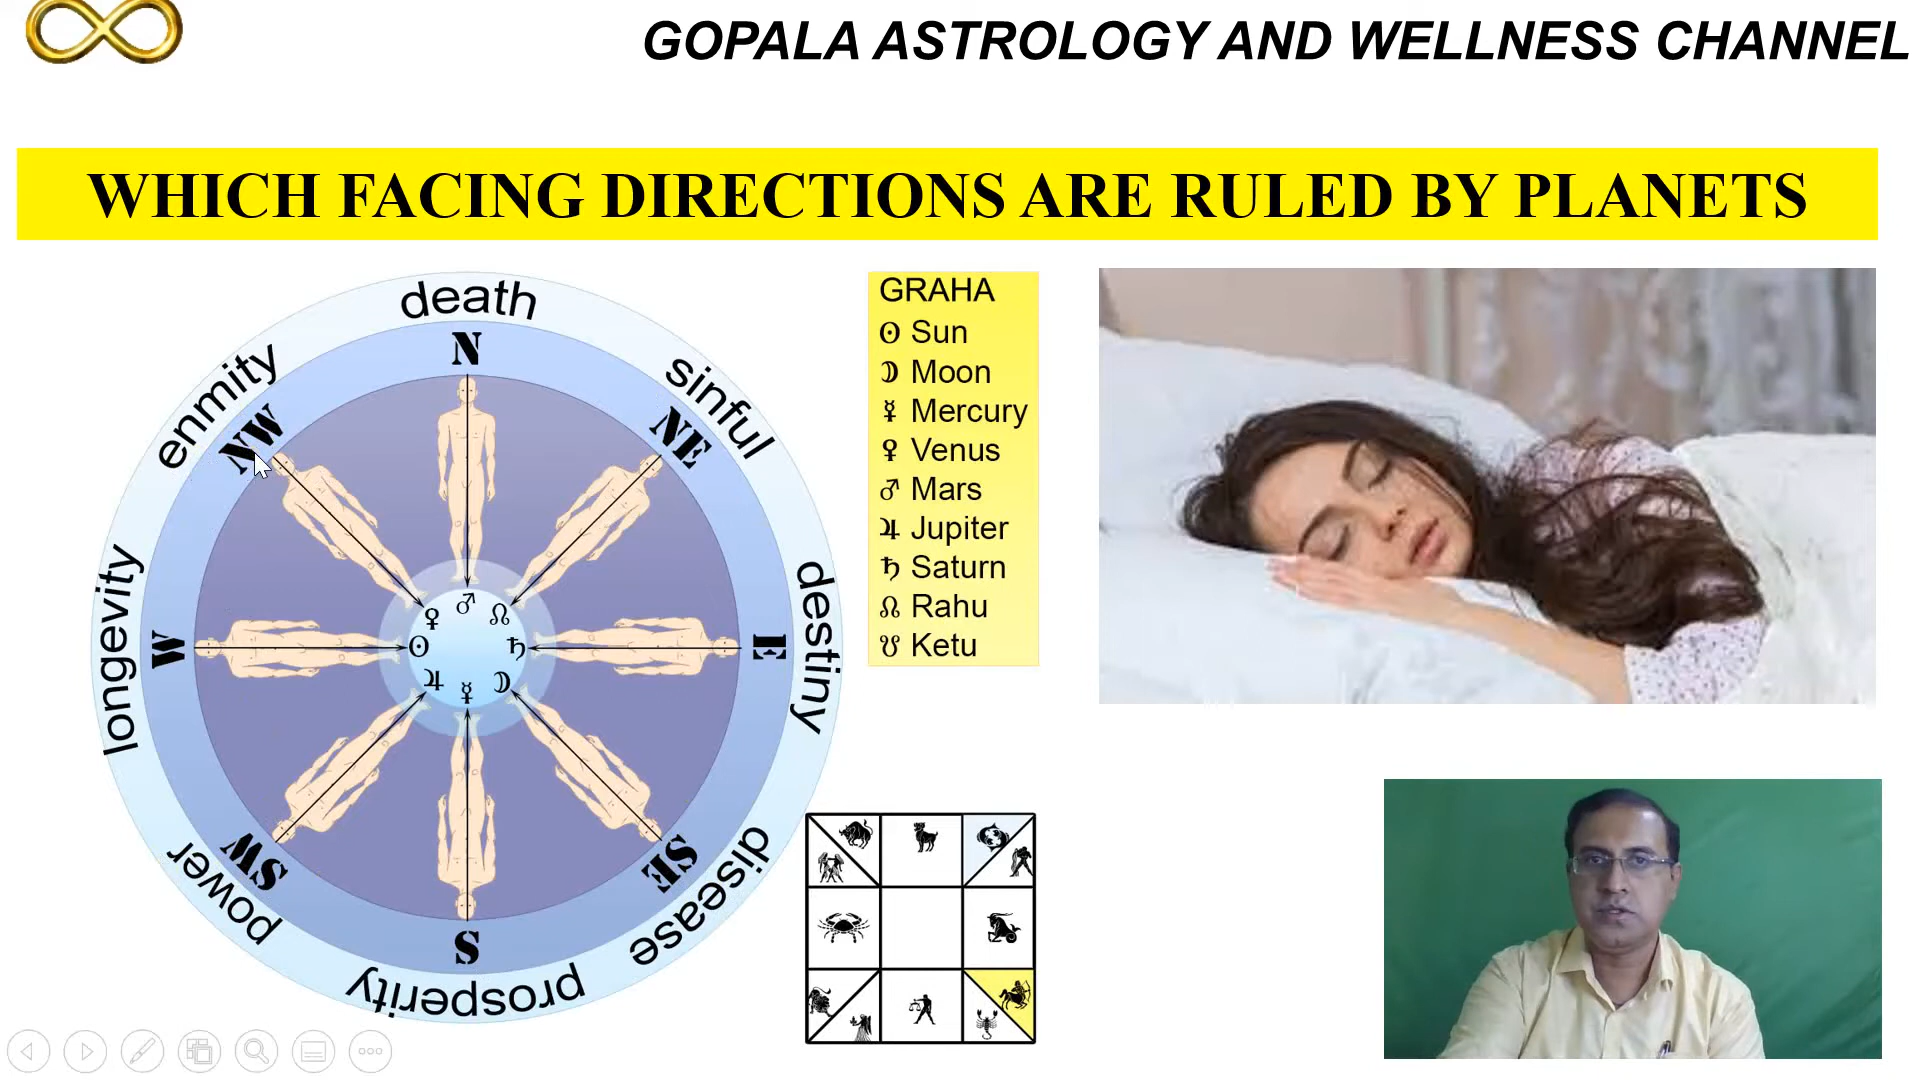 GOPALA ASTROLOGY AND WELLNESS CHANNEL
WHICH FACING DIRECTIONS ARE RULED BY PLANETS
death
sinful
destiny
disease
prosperity
power
longevity
enmity
N
NE
E
SE
S
SW
W
NW
♂
☊
♄
☽
☿
♃
☉
♀
GRAHA
☉ Sun
☽ Moon
☿ Mercury
♀ Venus
♂ Mars
♃ Jupiter
♄ Saturn
☊ Rahu
☋ Ketu